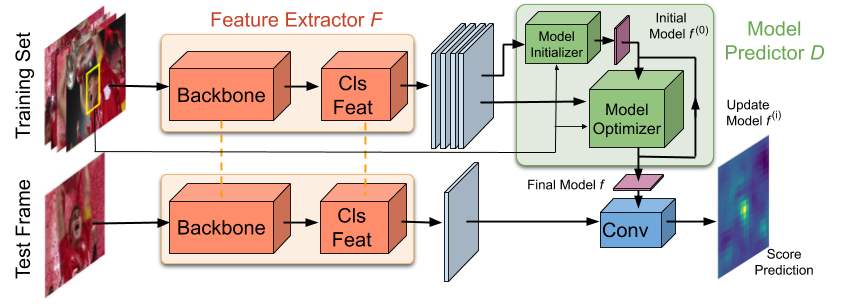 Feature Extractor F
Training Set
Backbone
Cls
Feat
Model
Initializer
Initial
Model f⁽⁰⁾
Model
Predictor D
Model
Optimizer
Update
Model f⁽ⁱ⁾
Test Frame
Backbone
Cls
Feat
Final Model f
Conv
Score
Prediction